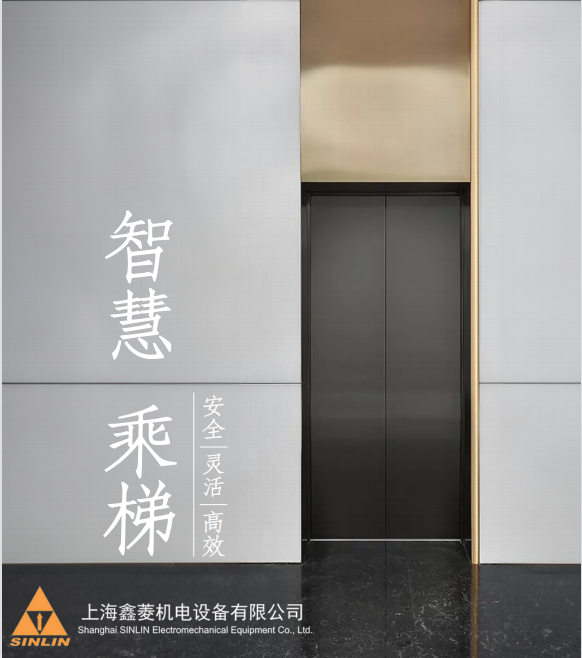 智慧
乘梯
安全
灵活
高效
SINLIN
上海鑫菱机电设备有限公司
Shanghai SINLIN Electromechanical Equipment Co., Ltd.